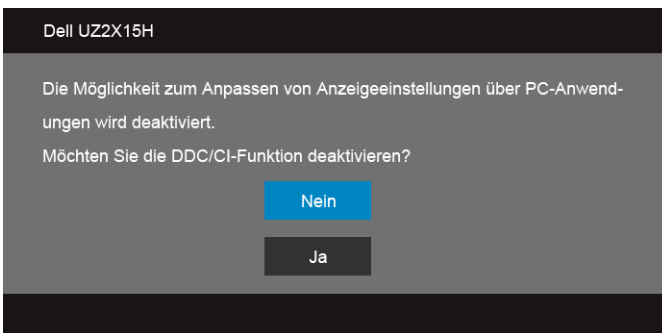 Dell UZ2X15H
Die Möglichkeit zum Anpassen von Anzeigeeinstellungen über PC-Anwend-
ungen wird deaktiviert.
Möchten Sie die DDC/CI-Funktion deaktivieren?
Nein
Ja